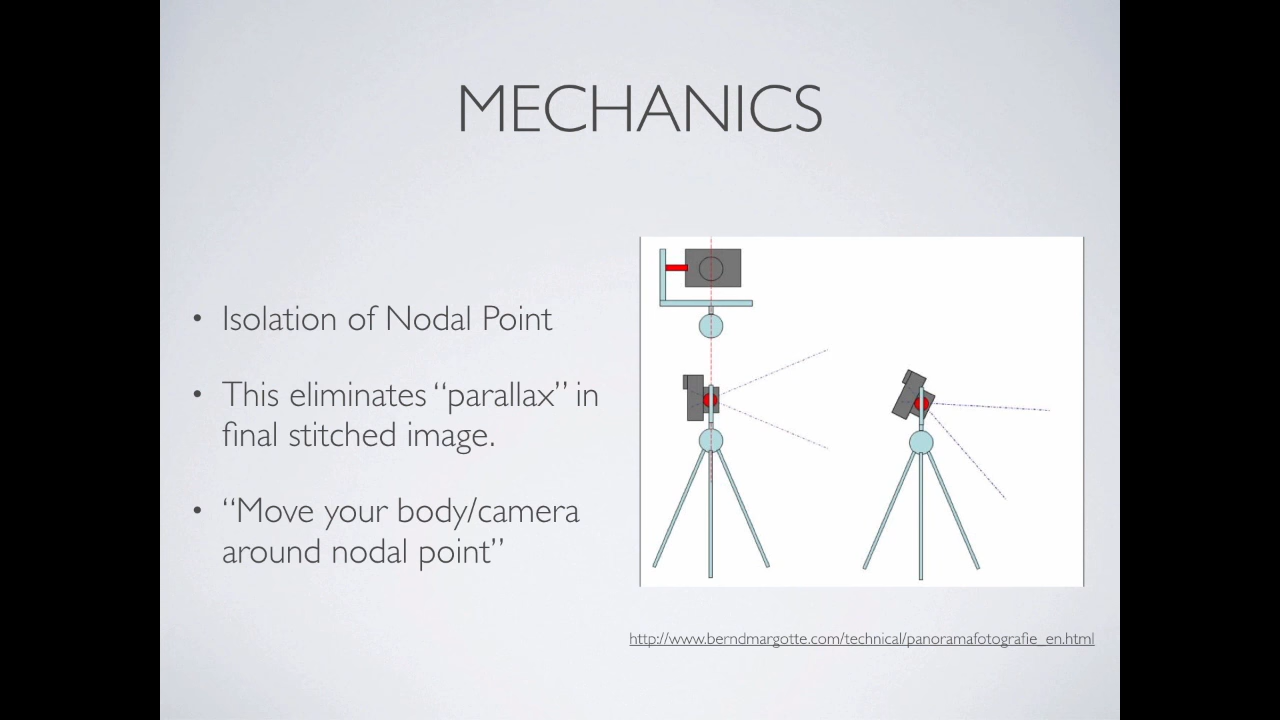 MECHANICS
• Isolation of Nodal Point
• This eliminates “parallax” in
final stitched image.
• “Move your body/camera
around nodal point”
http://www.berndmargotte.com/technical/panoramafotografie_en.html